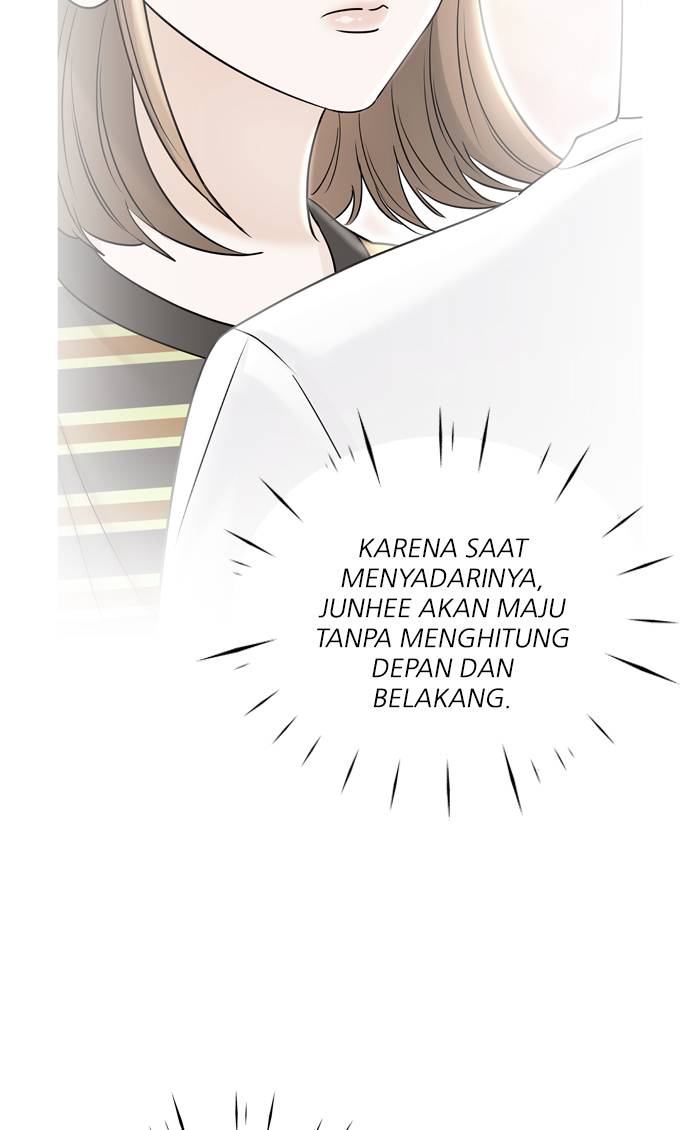 KARENA SAAT
MENYADARINYA,
JUNHEE AKAN MAJU
TANPA MENGHITUNG
DEPAN DAN
BELAKANG.